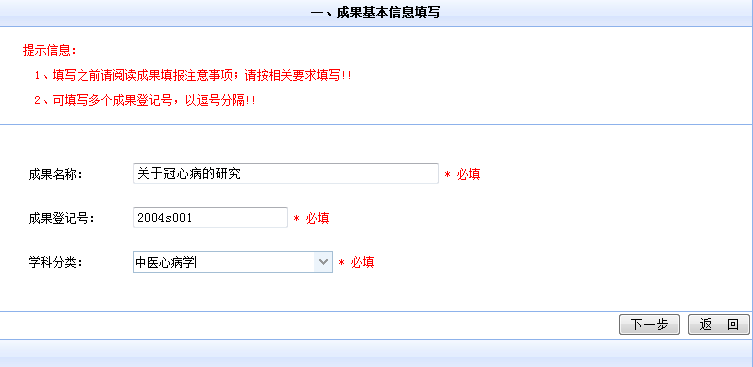 一、成果基本信息填写
提示信息：
1、填写之前请阅读成果填报注意事项；请按相关要求填写!!
2、可填写多个成果登记号，以逗号分隔!!
成果名称： 关于冠心病的研究 * 必填
成果登记号： 2004s001 * 必填
学科分类： 中医心病学 * 必填
下一步 返 回